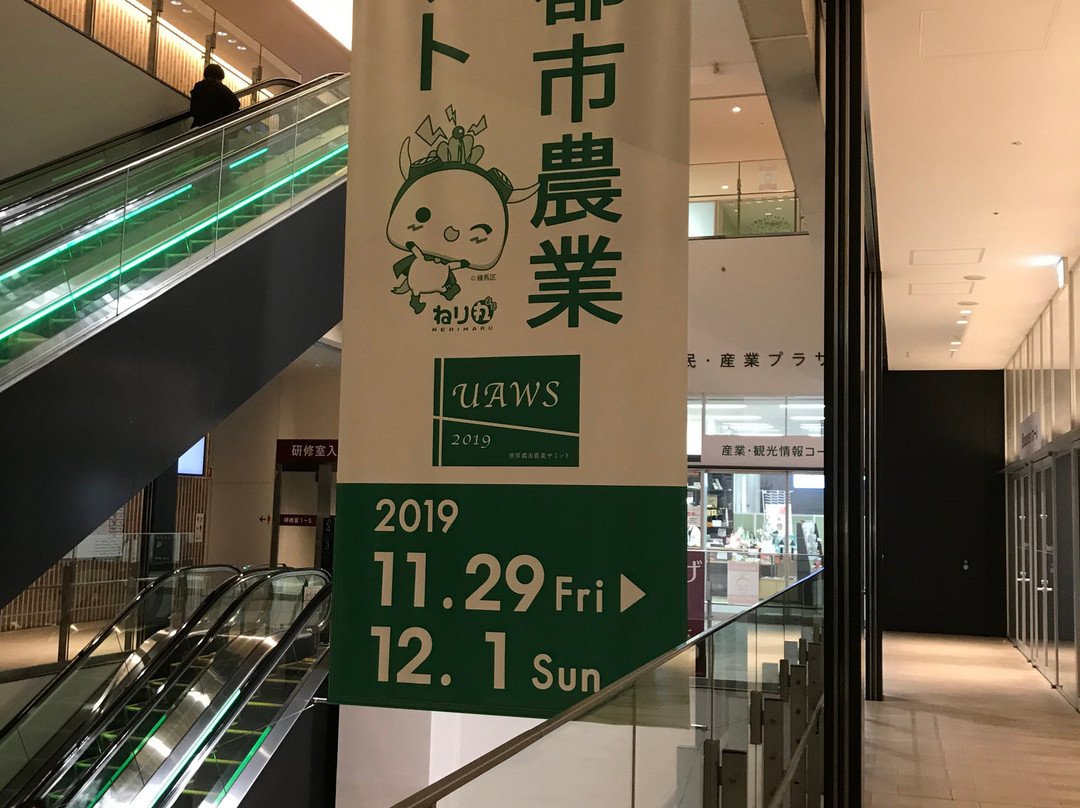 都市農業
ト
©練馬区
ねり丸
NERIMARU
UAWS
2019
世界都市農業サミット
2019
11.29 Fri ▶
12. 1 Sun
民・産業プラザ
産業・観光情報コー
研修室入
研修室1〜5